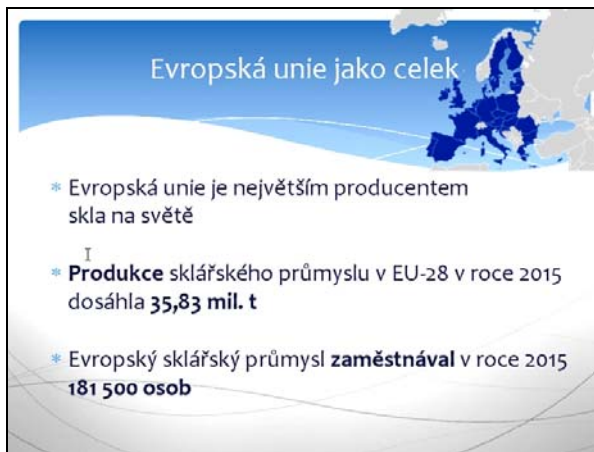 Evropská unie jako celek
* Evropská unie je největším producentem
skla na světě
* Produkce sklářského průmyslu v EU-28 v roce 2015
dosáhla 35,83 mil. t
* Evropský sklářský průmysl zaměstnával v roce 2015
181 500 osob